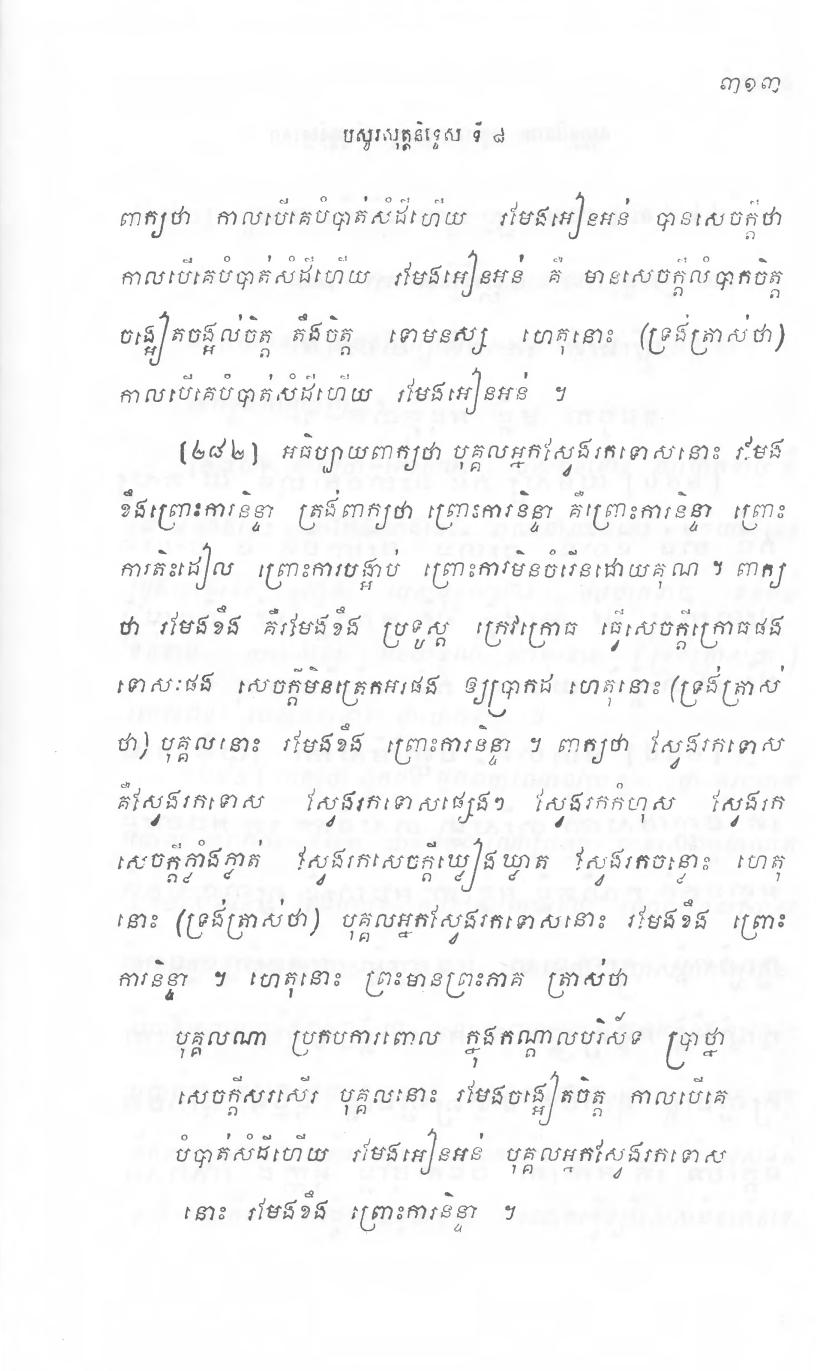 ៣១៣
បសូរសុត្តនិទ្ទេស ទី ៨
ពាក្យថា កាលបើគេបំបាត់សំដីហើយ រមែងអៀនអន់ បានសេចក្តីថា
កាលបើគេបំបាត់សំដីហើយ រមែងអៀនអន់ គឺ មានសេចក្តីលំបាកចិត្ត
ចង្អៀតចង្អល់ចិត្ត តឹងចិត្ត ទោមនស្ស ហេតុនោះ (ទ្រង់ត្រាស់ថា)
កាលបើគេបំបាត់សំដីហើយ រមែងអៀនអន់ ។
(២៨២) អធិប្បាយពាក្យថា បុគ្គលអ្នកស្វែងរកទោសនោះ រមែង
ខឹងព្រោះការនិន្ទា ត្រង់ពាក្យថា ព្រោះការនិន្ទា គឺព្រោះការនិន្ទា ព្រោះ
ការតិះដៀល ព្រោះការបង្អាប់ ព្រោះការមិនចំរើនដោយគុណ ។ ពាក្យ
ថា រមែងខឹង គឺរមែងខឹង ប្រទូស្ត ក្រេវក្រោធ ធ្វើសេចក្តីក្រោធផង
ទោសៈផង សេចក្តីមិនត្រេកអរផង ឲ្យប្រាកដ ហេតុនោះ (ទ្រង់ត្រាស់
ថា) បុគ្គលនោះ រមែងខឹង ព្រោះការនិន្ទា ។ ពាក្យថា ស្វែងរកទោស
គឺស្វែងរកទោស ស្វែងរកទោសផ្សេងៗ ស្វែងរកកំហុស ស្វែងរក
សេចក្តីភ្លាំងភ្លាត់ ស្វែងរកសេចក្តីឃ្លៀងឃ្លាត ស្វែងរកចន្លោះ ហេតុ
នោះ (ទ្រង់ត្រាស់ថា) បុគ្គលអ្នកស្វែងរកទោសនោះ រមែងខឹង ព្រោះ
ការនិន្ទា ។ ហេតុនោះ ព្រះមានព្រះភាគ ត្រាស់ថា
បុគ្គលណា ប្រកបការពោល ក្នុងកណ្តាលបរិស័ទ ប្រាថ្នា
សេចក្តីសរសើរ បុគ្គលនោះ រមែងចង្អៀតចិត្ត កាលបើគេ
បំបាត់សំដីហើយ រមែងអៀនអន់ បុគ្គលអ្នកស្វែងរកទោស
នោះ រមែងខឹង ព្រោះការនិន្ទា ។